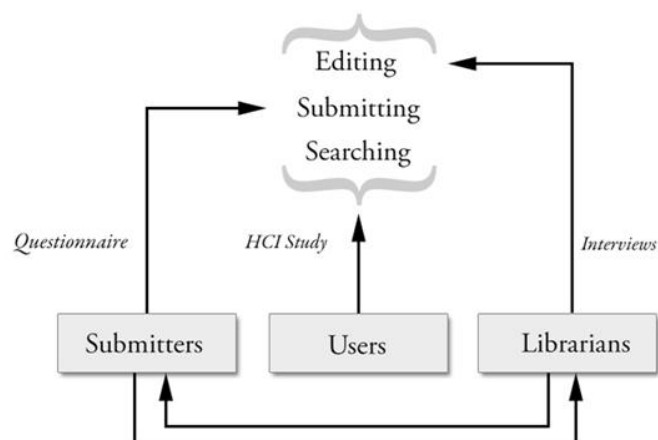 Editing
Submitting
Searching
Questionnaire
HCI Study
Interviews
Submitters
Users
Librarians